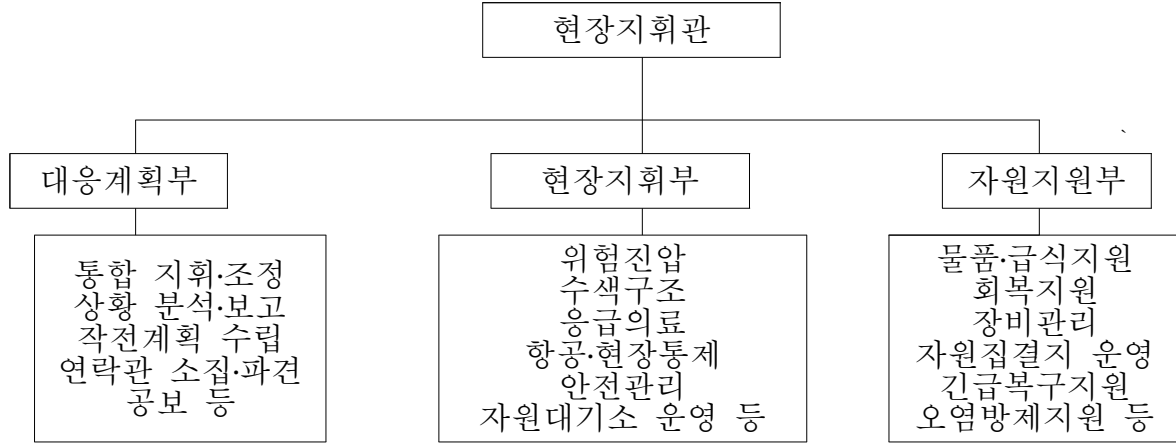 현장지휘관
대응계획부
현장지휘부
자원지원부
통합 지휘·조정
상황 분석·보고
작전계획 수립
연락관 소집·파견
공보 등
위험진압
수색구조
응급의료
항공·현장통제
안전관리
자원대기소 운영 등
물품·급식지원
회복지원
장비관리
자원집결지 운영
긴급복구지원
오염방제지원 등